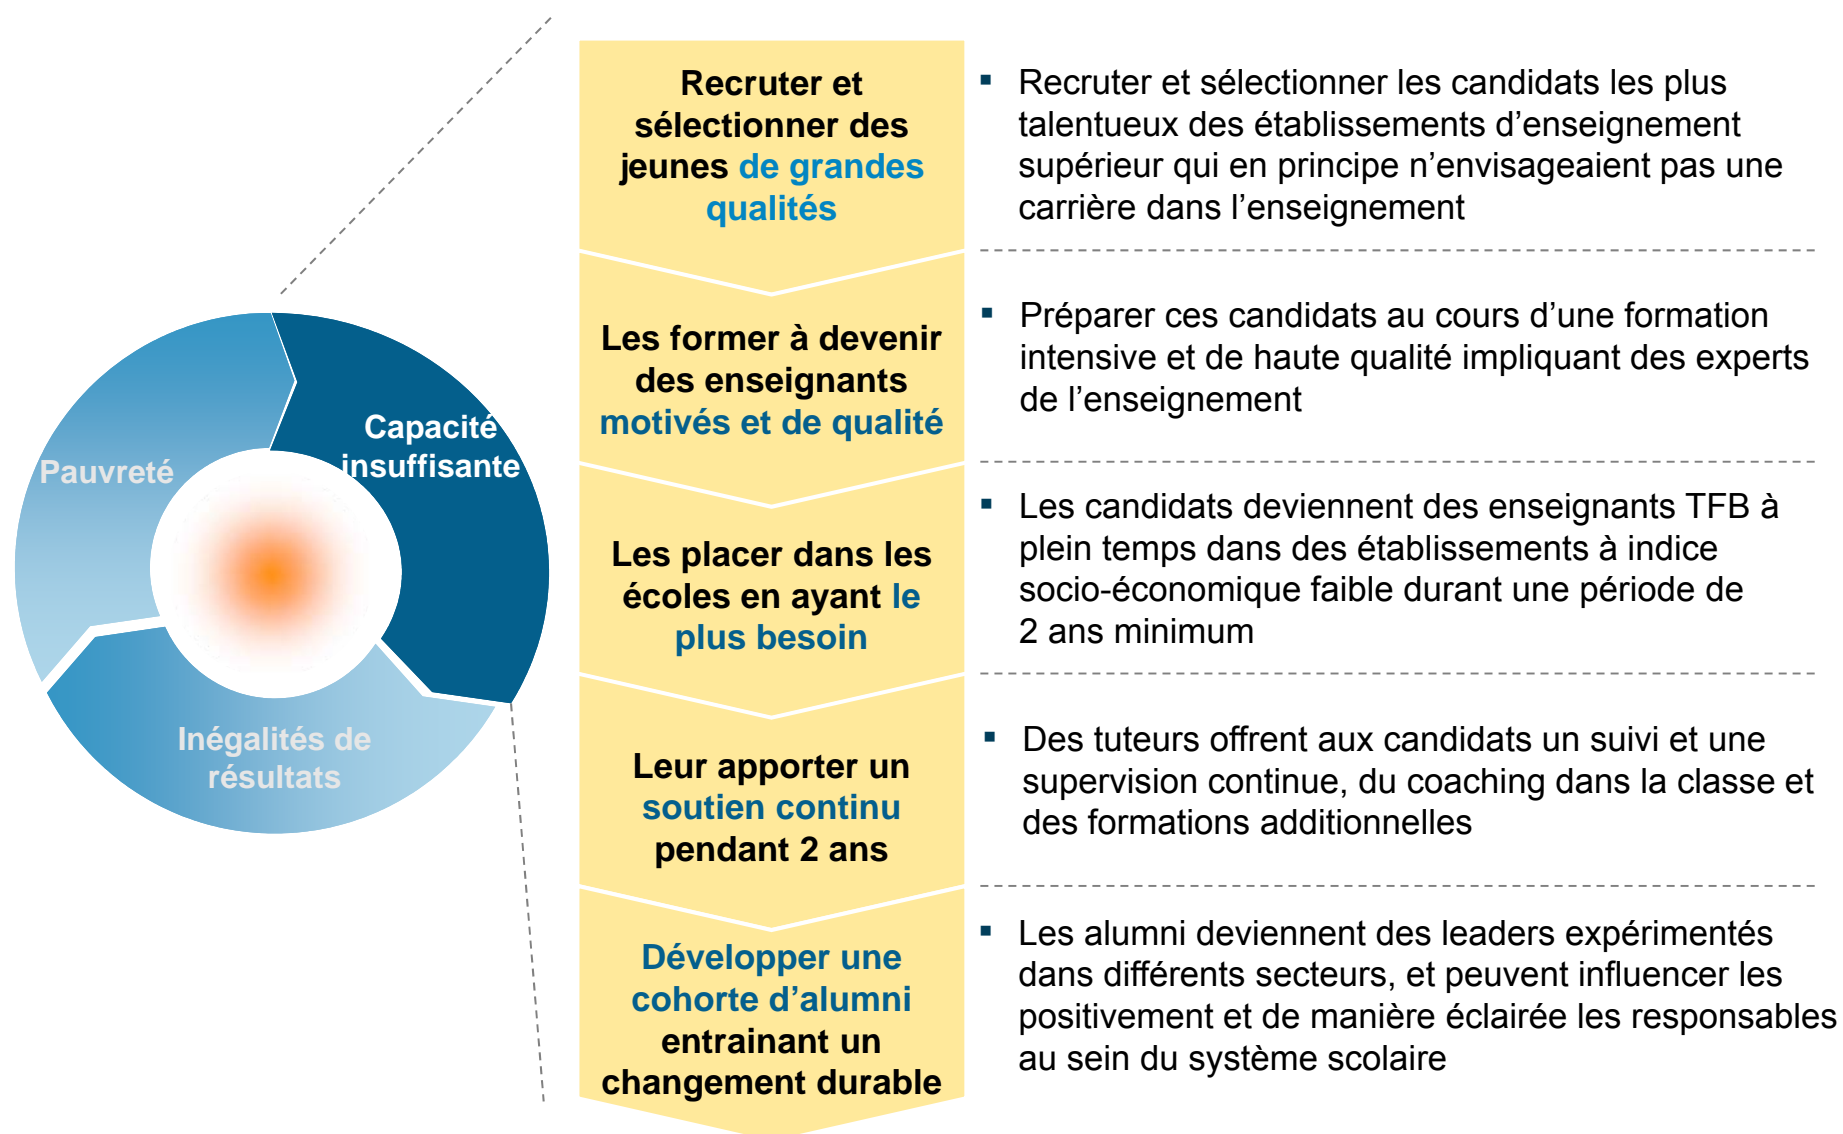 Pauvreté
Capacité
insuffisante
Inégalités de
résultats
Recruter et
sélectionner des
jeunes de grandes
qualités
▪ Recruter et sélectionner les candidats les plus
talentueux des établissements d’enseignement
supérieur qui en principe n’envisageaient pas une
carrière dans l’enseignement
Les former à devenir
des enseignants
motivés et de qualité
▪ Préparer ces candidats au cours d’une formation
intensive et de haute qualité impliquant des experts
de l’enseignement
Les placer dans les
écoles en ayant le
plus besoin
▪ Les candidats deviennent des enseignants TFB à
plein temps dans des établissements à indice
socio-économique faible durant une période de
2 ans minimum
Leur apporter un
soutien continu
pendant 2 ans
▪ Des tuteurs offrent aux candidats un suivi et une
supervision continue, du coaching dans la classe et
des formations additionnelles
Développer une
cohorte d’alumni
entrainant un
changement durable
▪ Les alumni deviennent des leaders expérimentés
dans différents secteurs, et peuvent influencer les
positivement et de manière éclairée les responsables
au sein du système scolaire